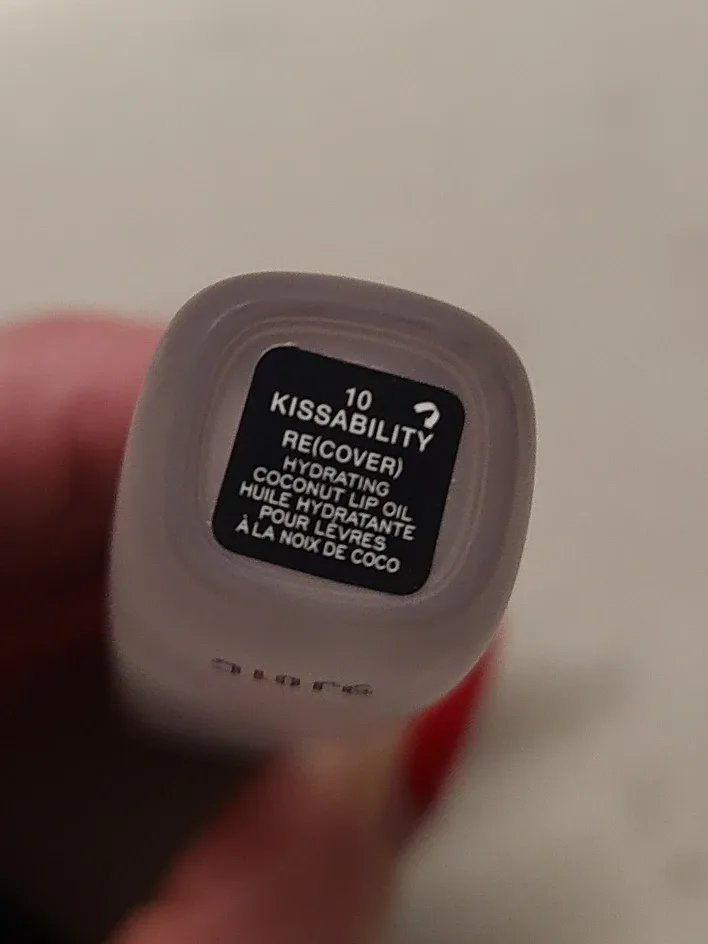 10
KISSABILITY
RE(COVER)
HYDRATING
COCONUT LIP OIL
HUILE HYDRATANTE
POUR LÈVRES
À LA NOIX DE COCO